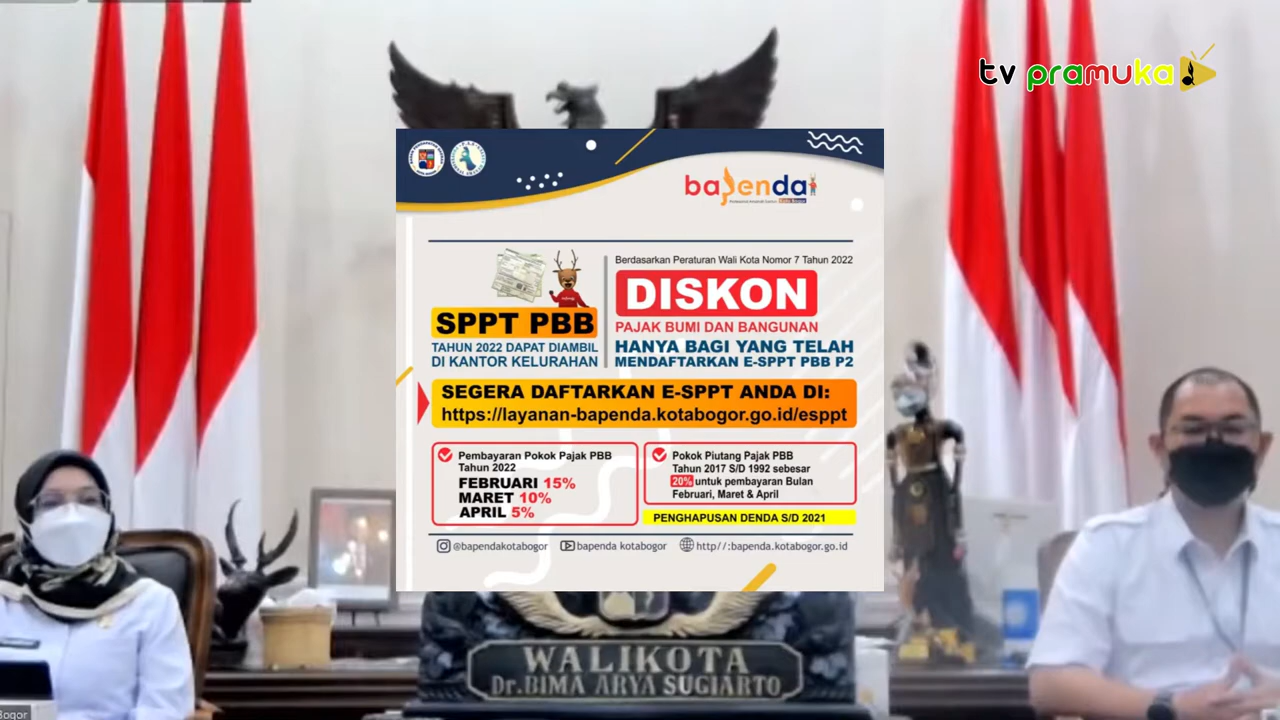 tv pramuka
bapenda
Kota Bogor
Berdasarkan Peraturan Wali Kota Nomor 7 Tahun 2022
DISKON
PAJAK BUMI DAN BANGUNAN
HANYA BAGI YANG TELAH
MENDAFTARKAN E-SPPT PBB P2
SPPT PBB
TAHUN 2022 DAPAT DIAMBIL
DI KANTOR KELURAHAN
SEGERA DAFTARKAN E-SPPT ANDA DI:
https://layanan-bapenda.kotabogor.go.id/esppt
Pembayaran Pokok Pajak PBB
Tahun 2022
FEBRUARI 15%
MARET 10%
APRIL 5%
Pokok Piutang Pajak PBB
Tahun 2017 S/D 1992 sebesar
20% untuk pembayaran Bulan
Februari, Maret & April
PENGHAPUSAN DENDA S/D 2021
@bapendakotabogor bapenda kotabogor http//:bapenda.kotabogor.go.id
WALIKOTA
Dr.BIMA ARYA SUGIARTO
Bogor